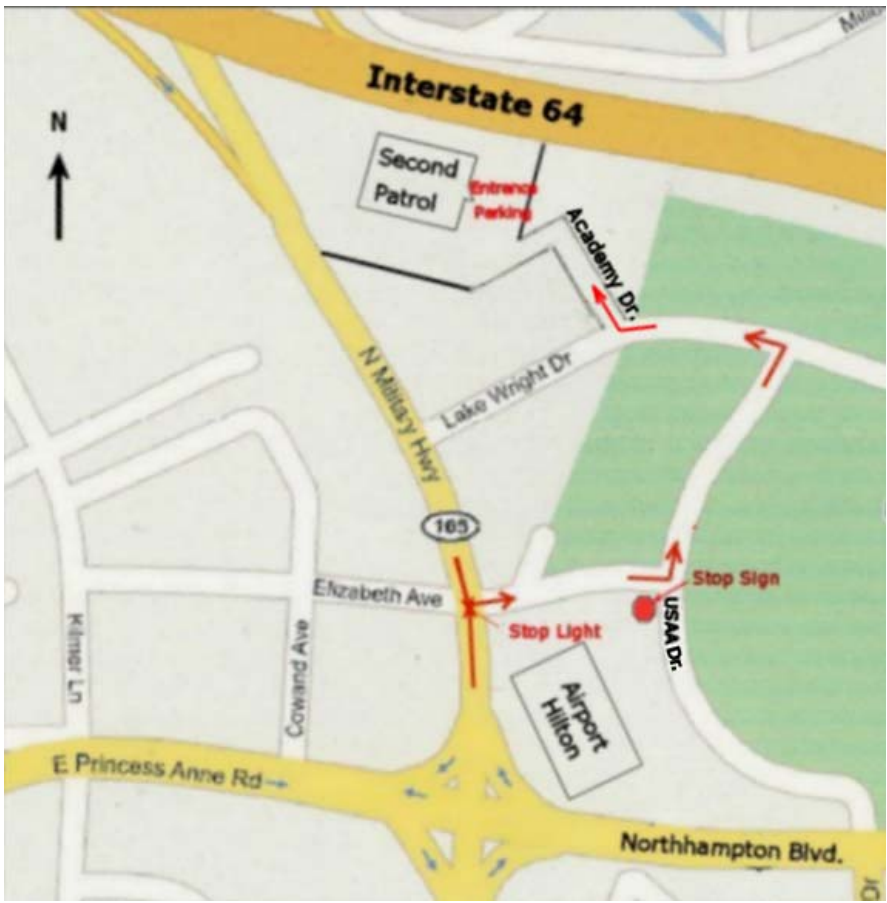 Interstate 64
N
Second
Patrol
Entrance
Parking
Academy Dr.
N Military Hwy
Lake Wright Dr
165
Elizabeth Ave
Stop Sign
Stop Light
USAA Dr.
Kilmer Ln
Cowand Ave
Airport
Hilton
E Princess Anne Rd
Northhampton Blvd.
Dr